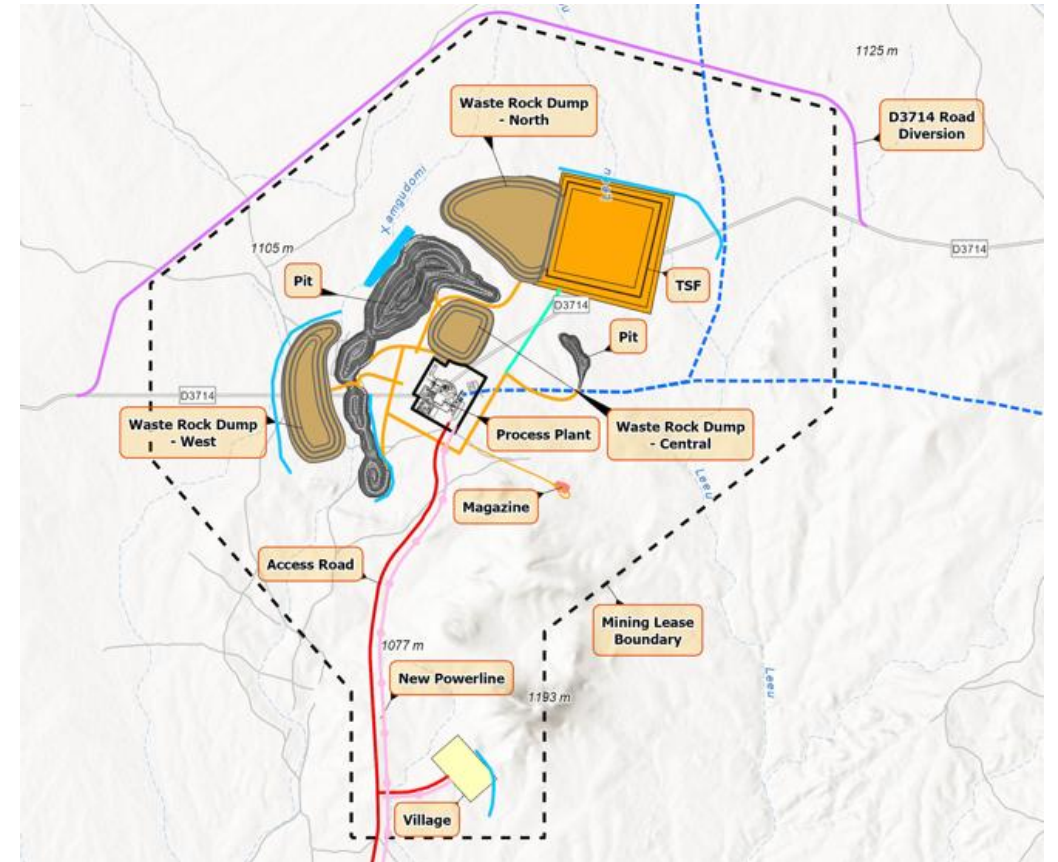 1125 m
Waste Rock Dump
- North
D3714 Road
Diversion
Xamgudomi
Leeu
1105 m
D3714
Pit
TSF
D3714
Pit
D3714
Waste Rock Dump
- West
Process Plant
Waste Rock Dump
- Central
Leeu
Magazine
Access Road
Mining Lease
Boundary
1077 m
New Powerline
1193 m
Leeu
Village